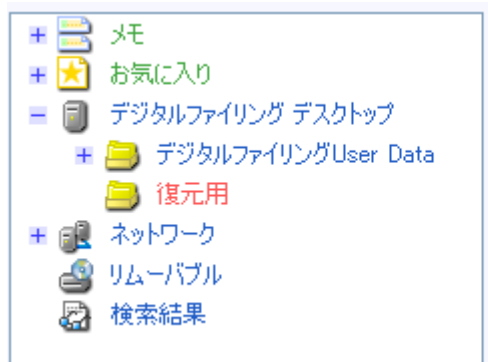 メモ
お気に入り
デジタルファイリング デスクトップ
デジタルファイリングUser Data
復元用
ネットワーク
リムーバブル
検索結果